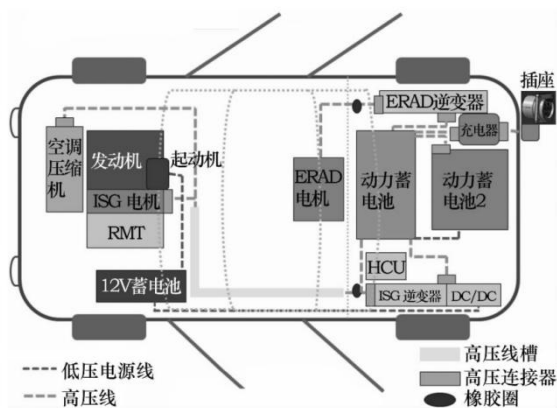 插座
ERAD逆变器
充电器
空调
压缩
机
发动机
起动机
ISG 电机
RMT
ERAD
电机
动力蓄
电池
动力蓄
电池2
12V蓄电池
HCU
ISG 逆变器
DC/DC
低压电源线
高压线
高压线槽
高压连接器
橡胶圈